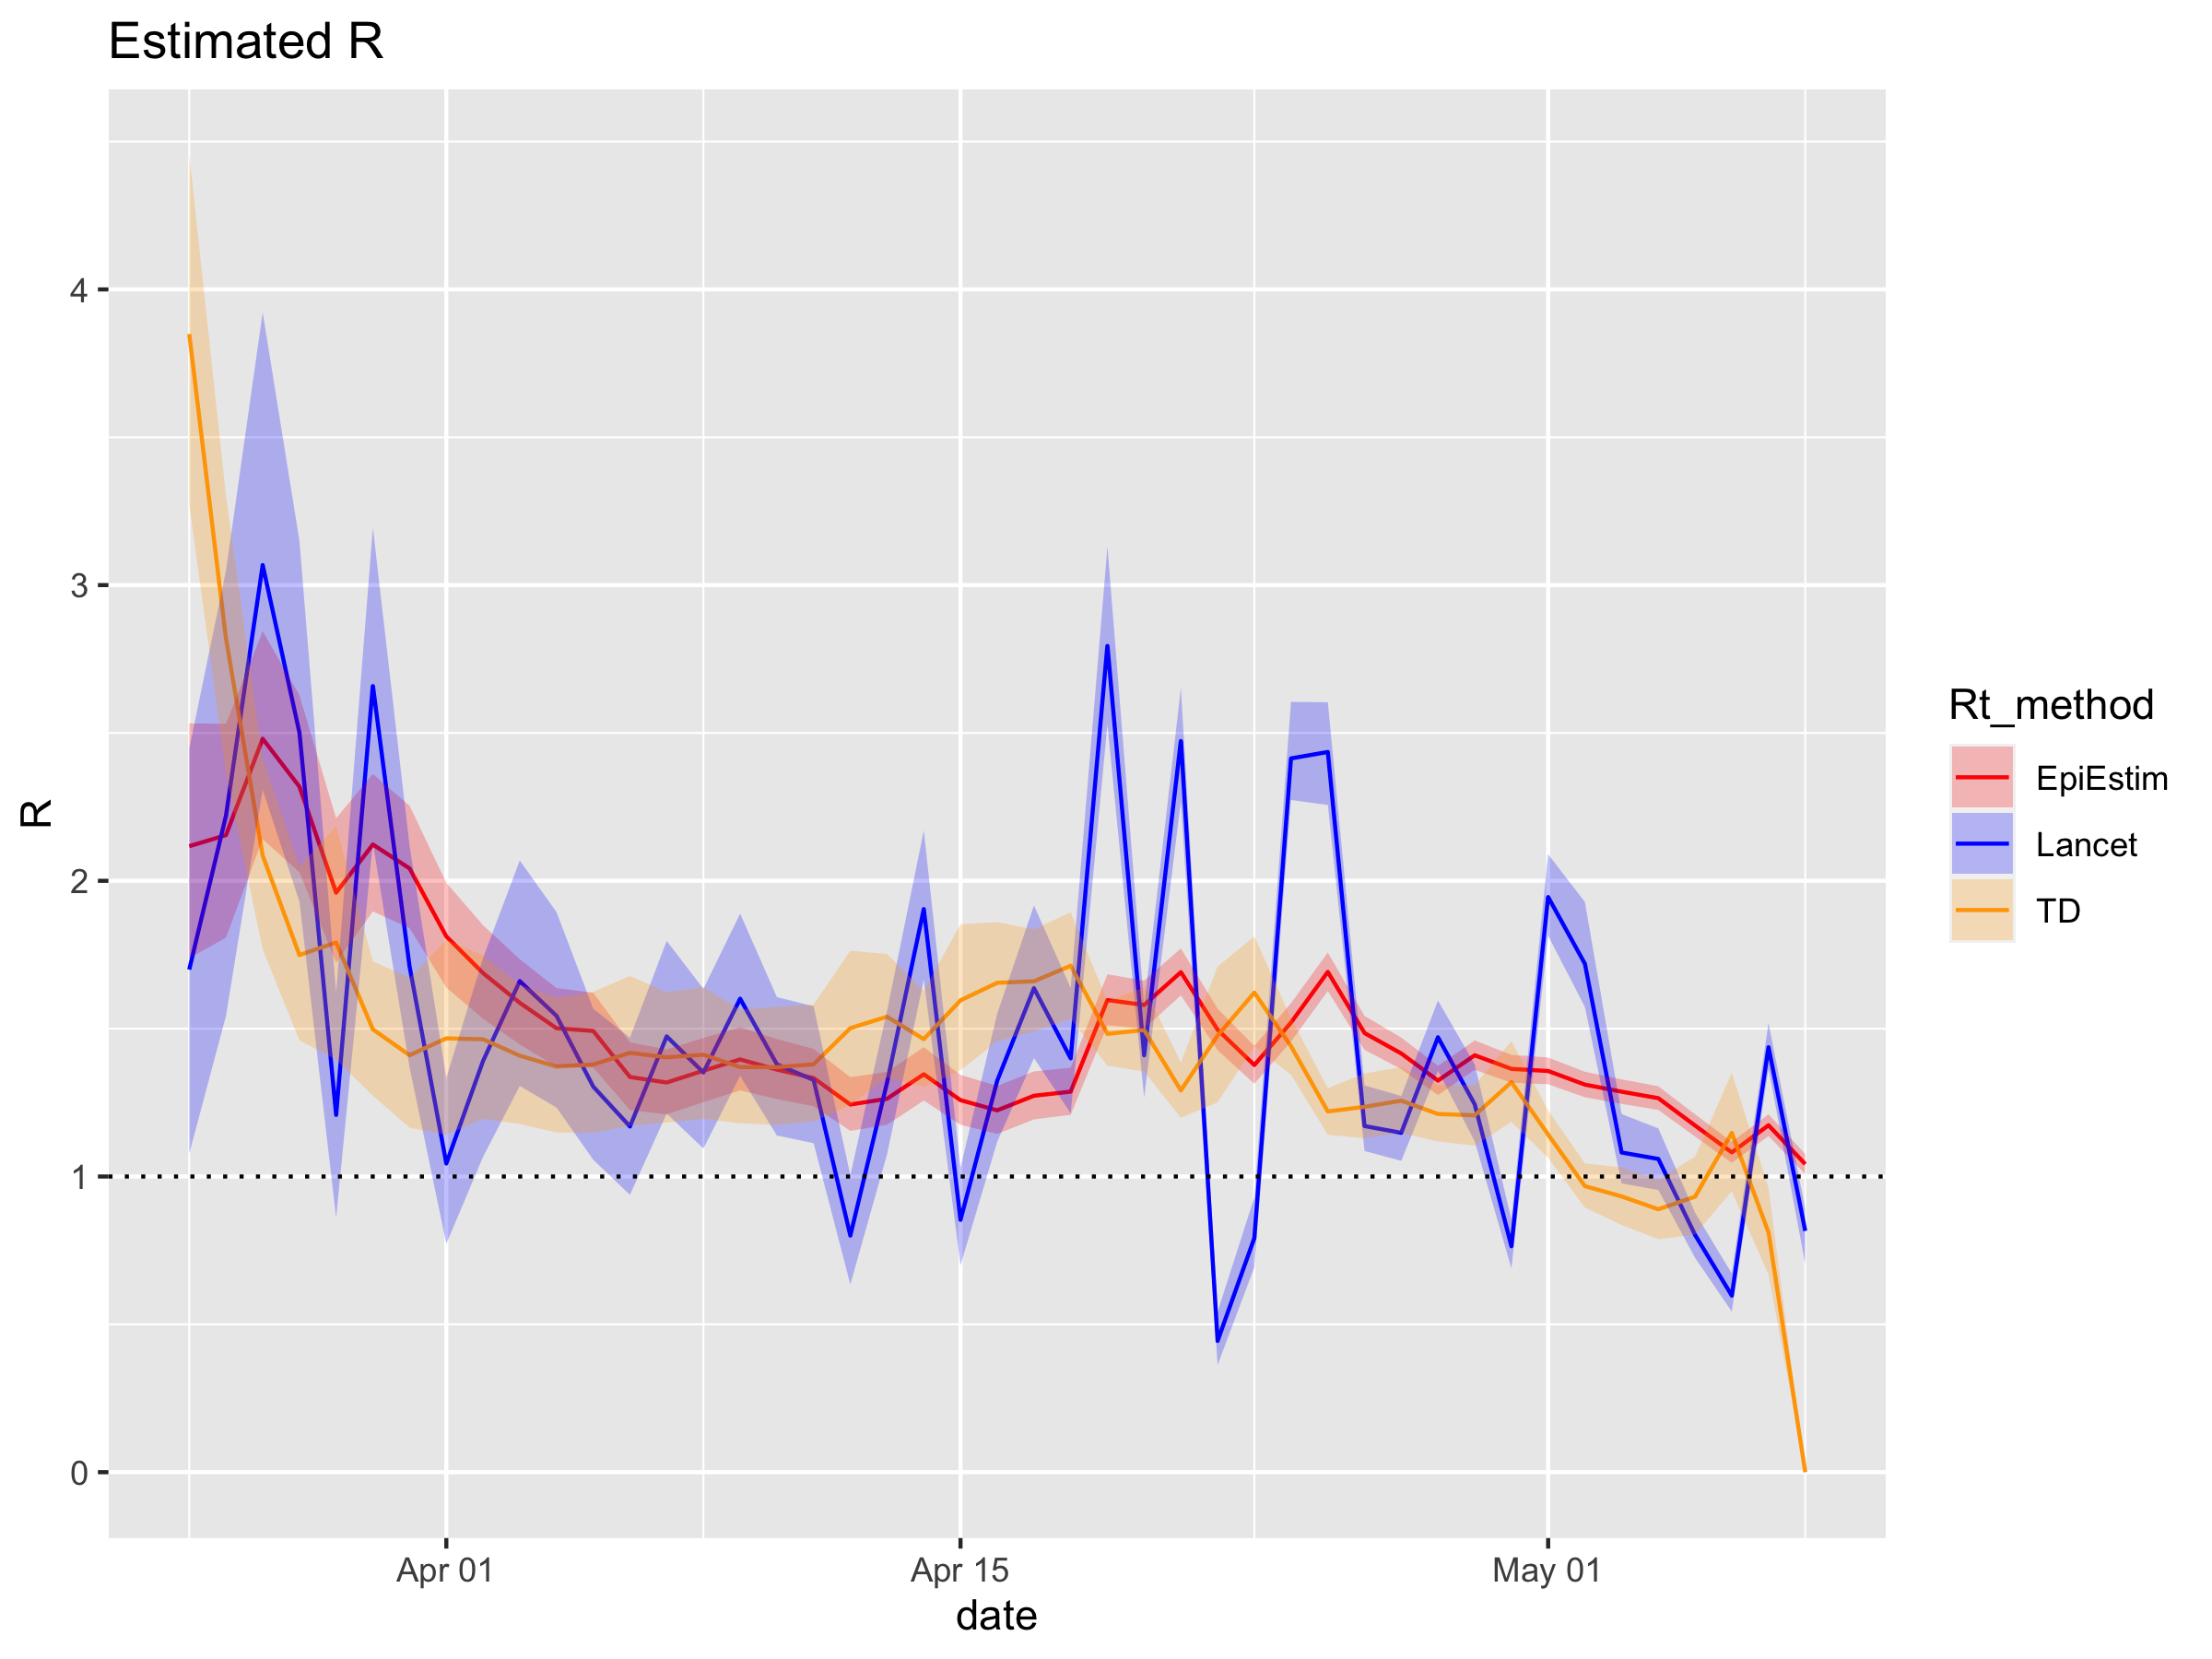 Estimated R
4
3
2
1
0
R
Apr 01
Apr 15
May 01
date
Rt_method
EpiEstim
Lancet
TD